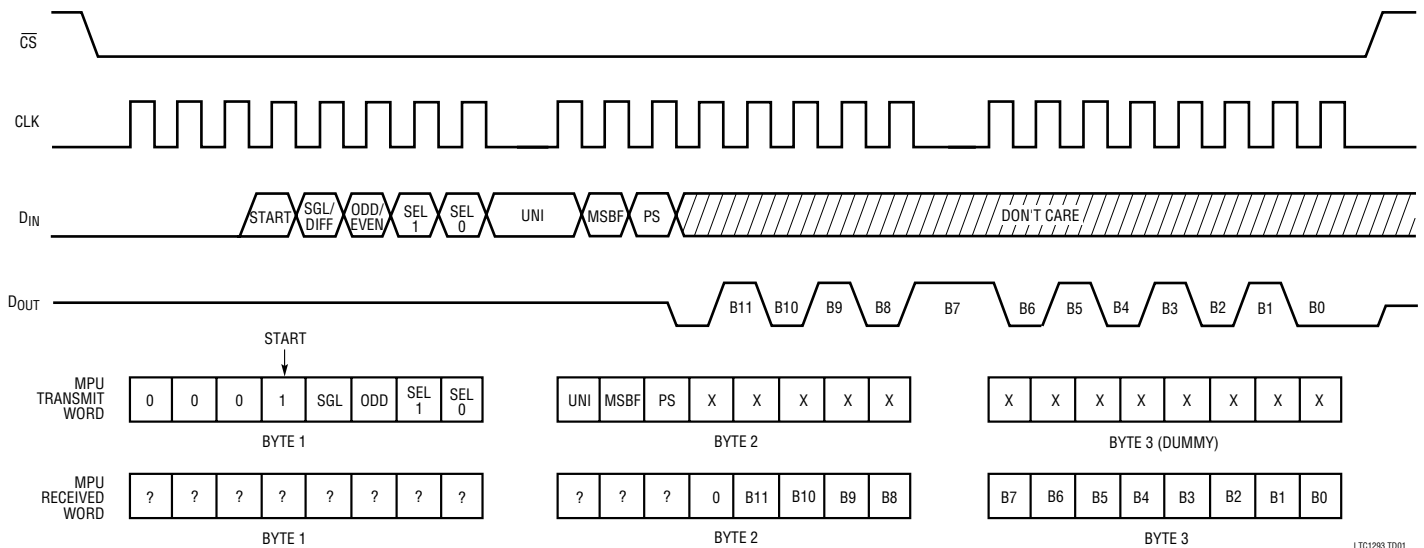 CS
CLK
DIN
START SGL/ ODD/ SEL SEL UNI MSBF PS DON'T CARE
DIFF EVEN 1 0
DOUT
B11 B10 B9 B8 B7 B6 B5 B4 B3 B2 B1 B0
START
MPU
TRANSMIT
WORD
0 0 0 1 SGL ODD SEL 1 SEL 0 UNI MSBF PS X X X X X X X X X X X X X
BYTE 1 BYTE 2 BYTE 3 (DUMMY)
MPU
RECEIVED
WORD
? ? ? ? ? ? ? ? ? ? ? 0 B11 B10 B9 B8 B7 B6 B5 B4 B3 B2 B1 B0
BYTE 1 BYTE 2 BYTE 3
LTC1293 TD01